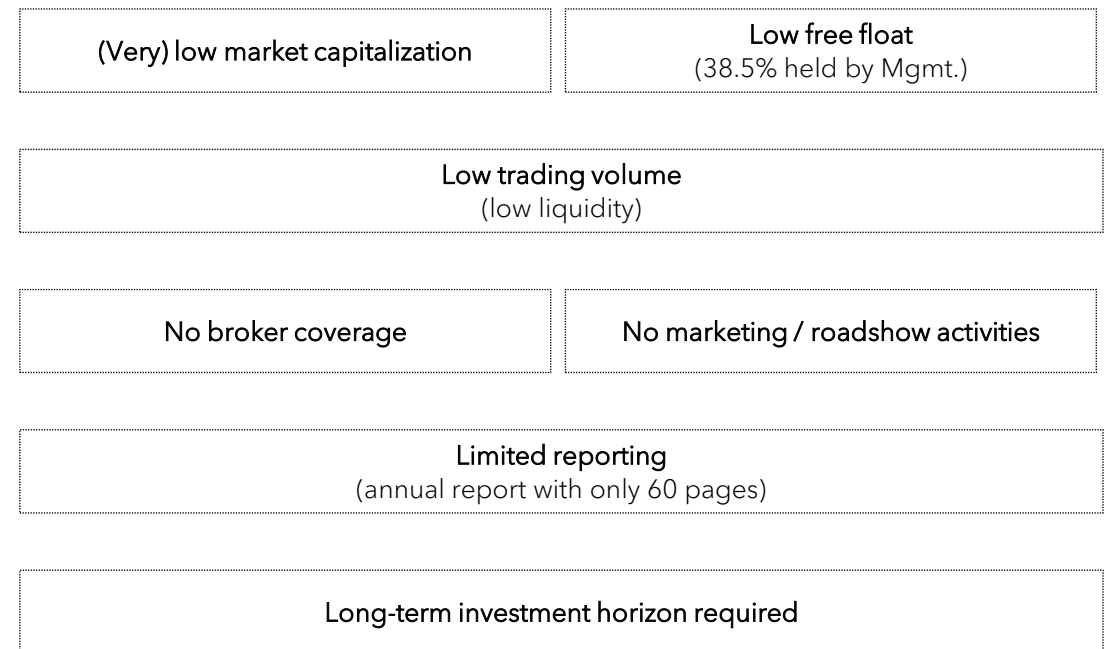 (Very) low market capitalization
Low free float
(38.5% held by Mgmt.)
Low trading volume
(low liquidity)
No broker coverage
No marketing / roadshow activities
Limited reporting
(annual report with only 60 pages)
Long-term investment horizon required